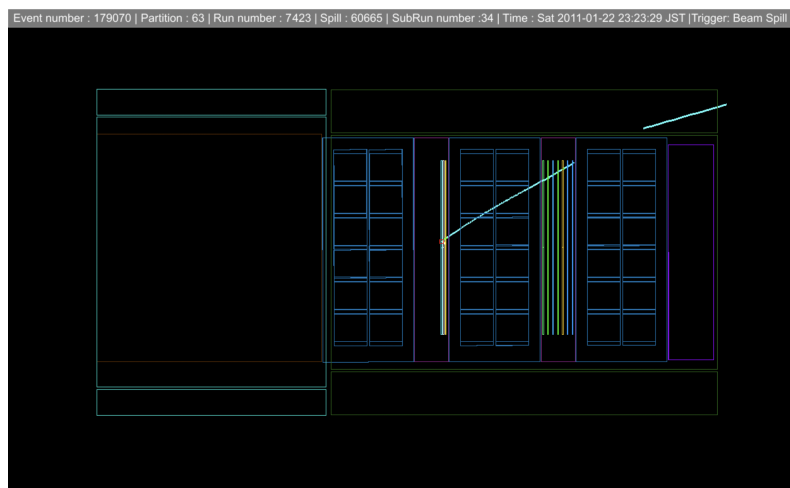 Event number : 179070 | Partition : 63 | Run number : 7423 | Spill : 60665 | SubRun number :34 | Time : Sat 2011-01-22 23:23:29 JST |Trigger: Beam Spill